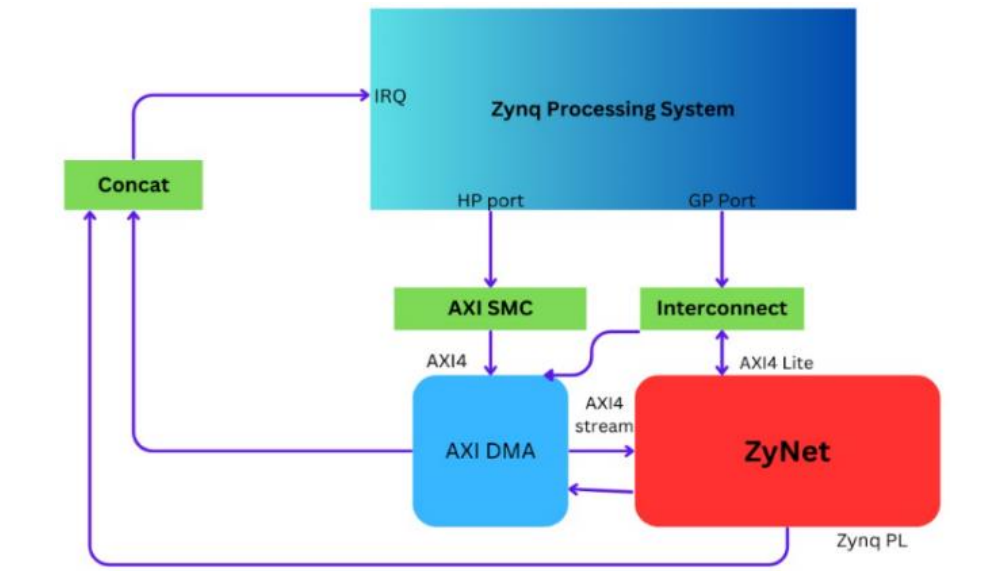 IRQ
Zynq Processing System
Concat
HP port
GP Port
AXI SMC
Interconnect
AXI4
AXI4 Lite
AXI4
stream
AXI DMA
ZyNet
Zynq PL